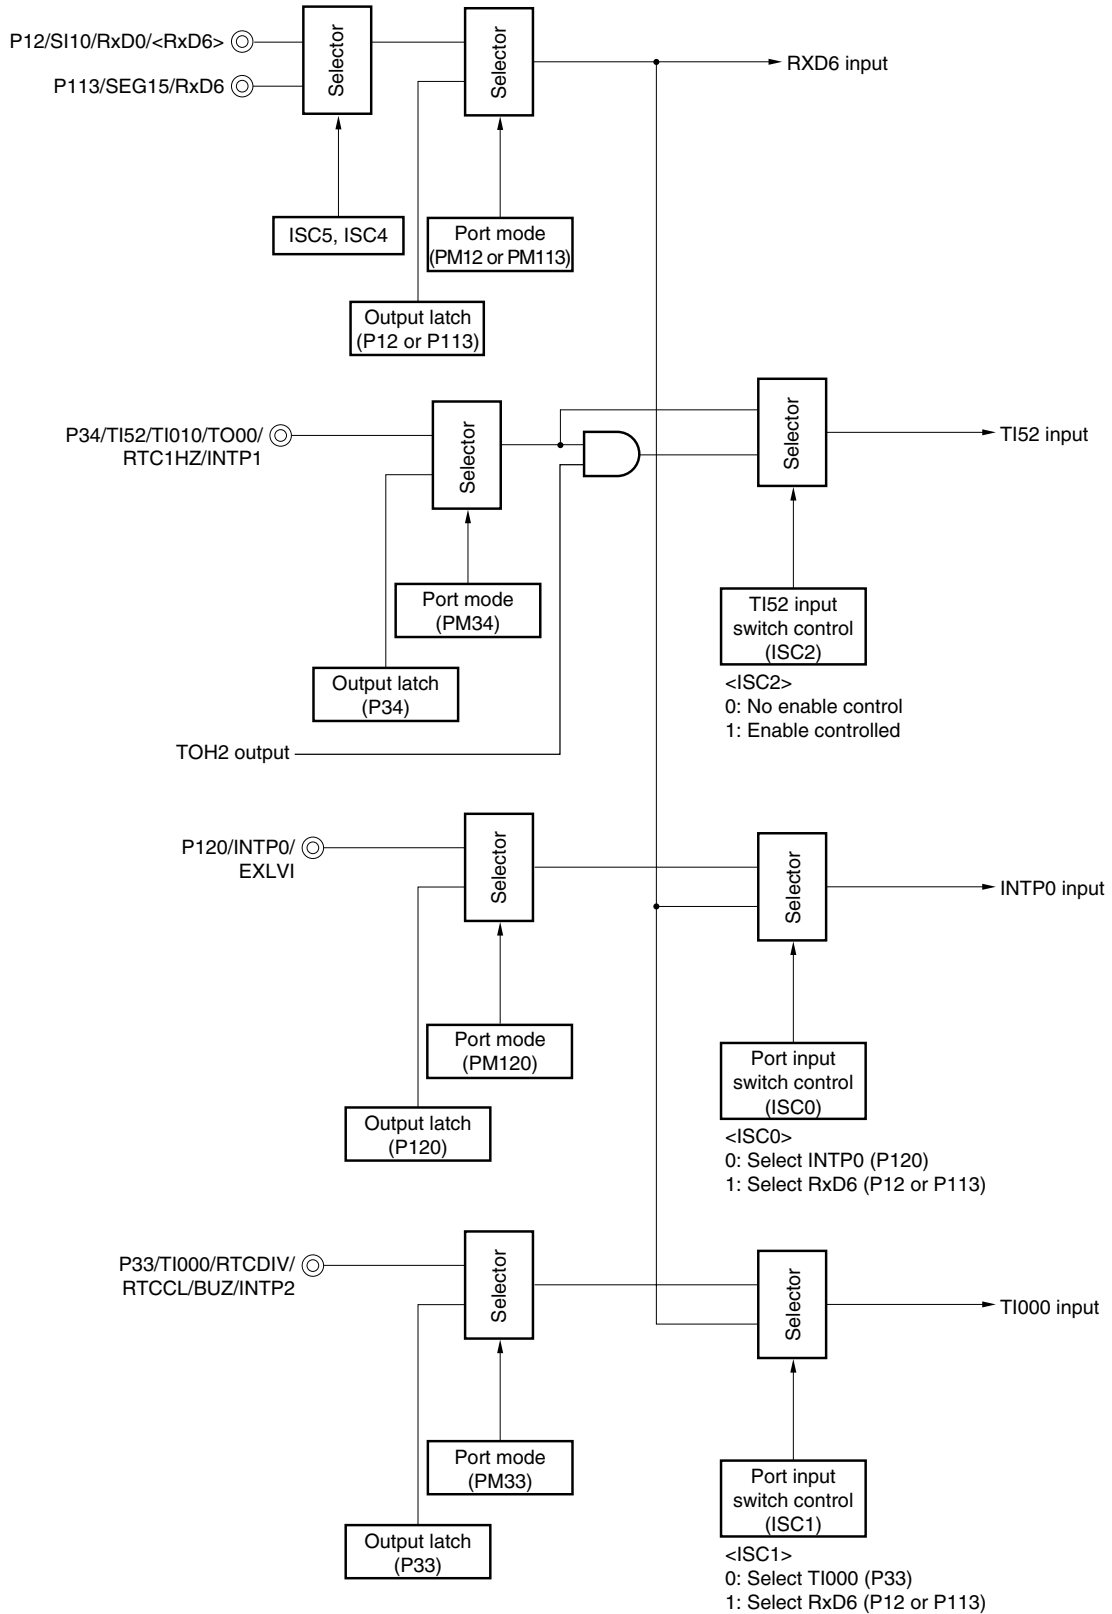 P12/SI10/RxD0/<RxD6>
P113/SEG15/RxD6
Selector
Selector
RXD6 input
ISC5, ISC4
Port mode
(PM12 or PM113)
Output latch
(P12 or P113)
P34/TI52/TI010/TO00/
RTC1HZ/INTP1
Selector
Selector
TI52 input
Port mode
(PM34)
Output latch
(P34)
TI52 input
switch control
(ISC2)
<ISC2>
0: No enable control
1: Enable controlled
TOH2 output
P120/INTP0/
EXLVI
Selector
Selector
INTP0 input
Port mode
(PM120)
Output latch
(P120)
Port input
switch control
(ISC0)
<ISC0>
0: Select INTP0 (P120)
1: Select RxD6 (P12 or P113)
P33/TI000/RTCDIV/
RTCCL/BUZ/INTP2
Selector
Selector
TI000 input
Port mode
(PM33)
Output latch
(P33)
Port input
switch control
(ISC1)
<ISC1>
0: Select TI000 (P33)
1: Select RxD6 (P12 or P113)